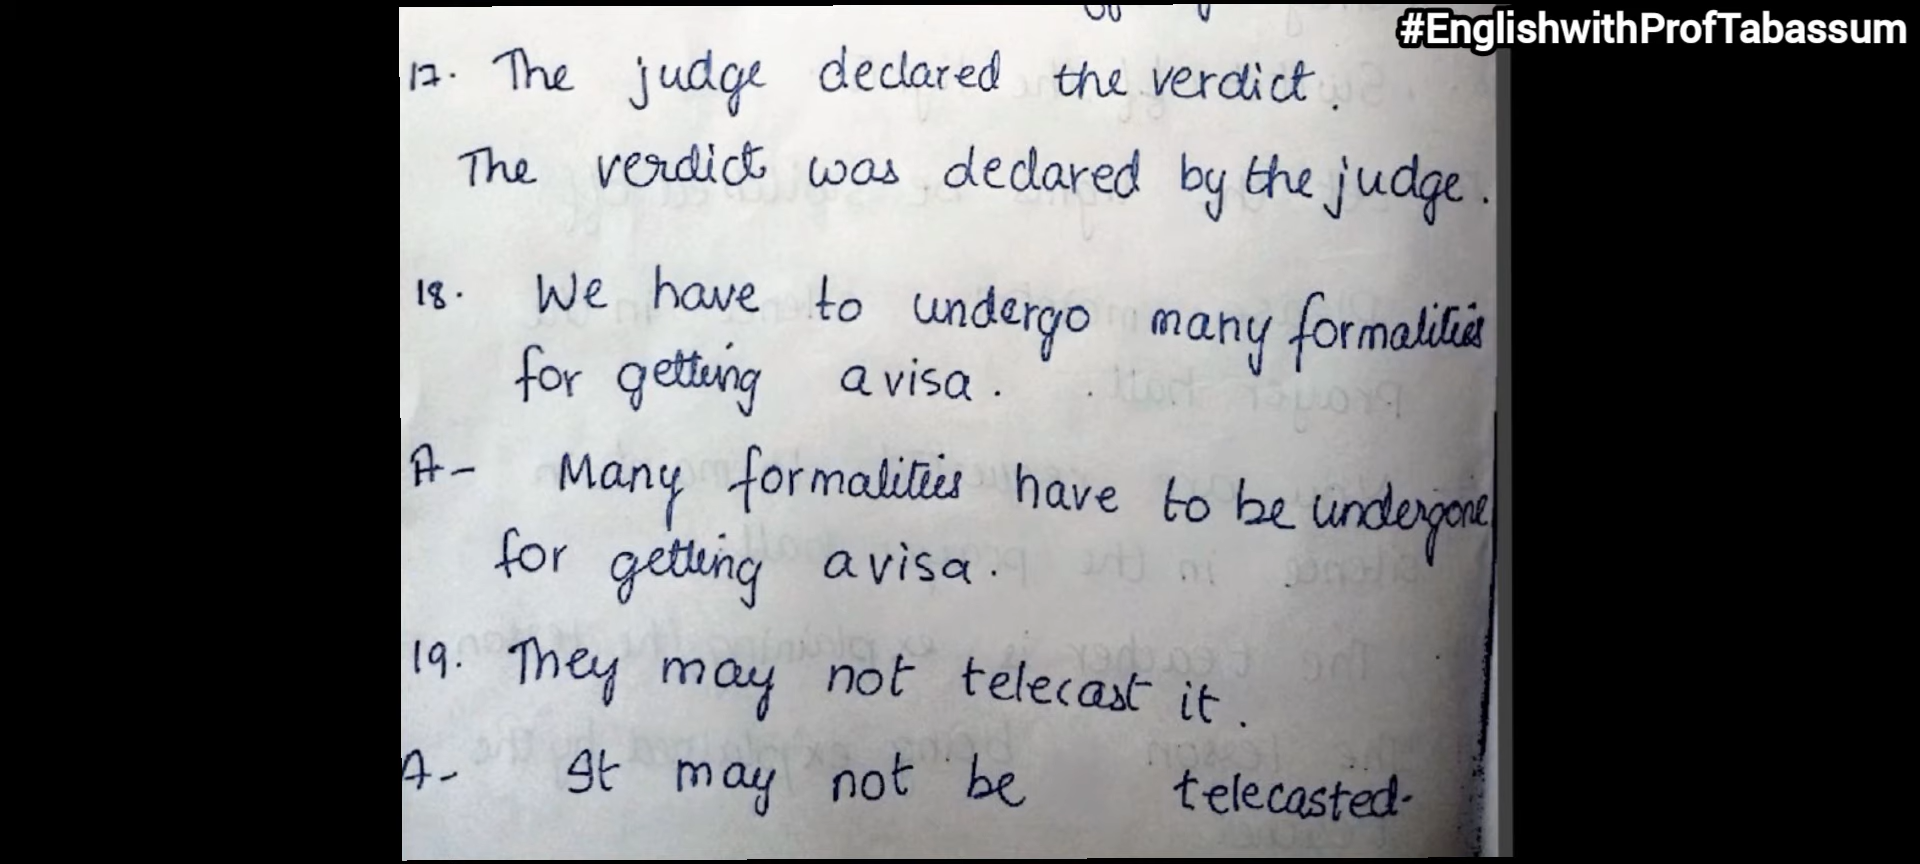 #EnglishwithProfTabassum
17. The judge declared the verdict.
The verdict was declared by the judge.
18. We have to undergo many formalities
for getting a visa.
A- Many formalities have to be undergone
for getting a visa.
19. They may not telecast it.
A- It may not be telecasted.